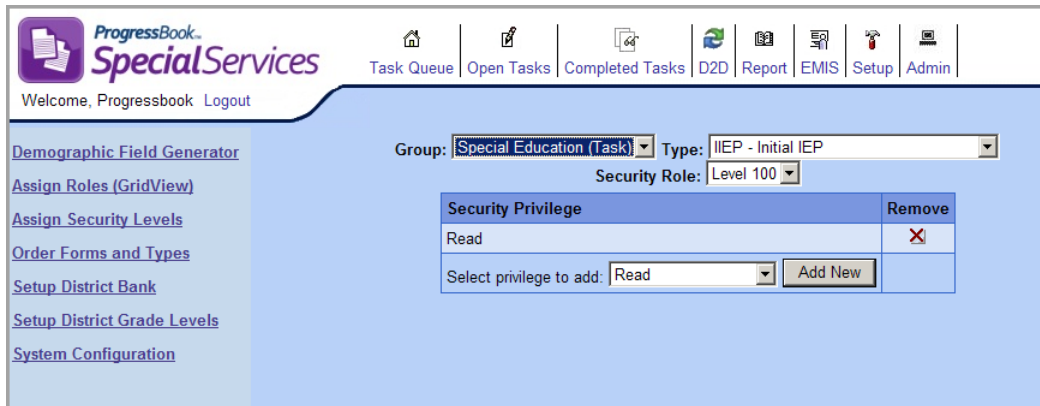 ProgressBook™
SpecialServices
Task Queue
Open Tasks
Completed Tasks
D2D
Report
EMIS
Setup
Admin
Welcome, Progressbook Logout
Demographic Field Generator
Assign Roles (GridView)
Assign Security Levels
Order Forms and Types
Setup District Bank
Setup District Grade Levels
System Configuration
Group: Special Education (Task) Type: IIEP - Initial IEP
Security Role: Level 100
Security Privilege Remove
Read
Select privilege to add: Read Add New